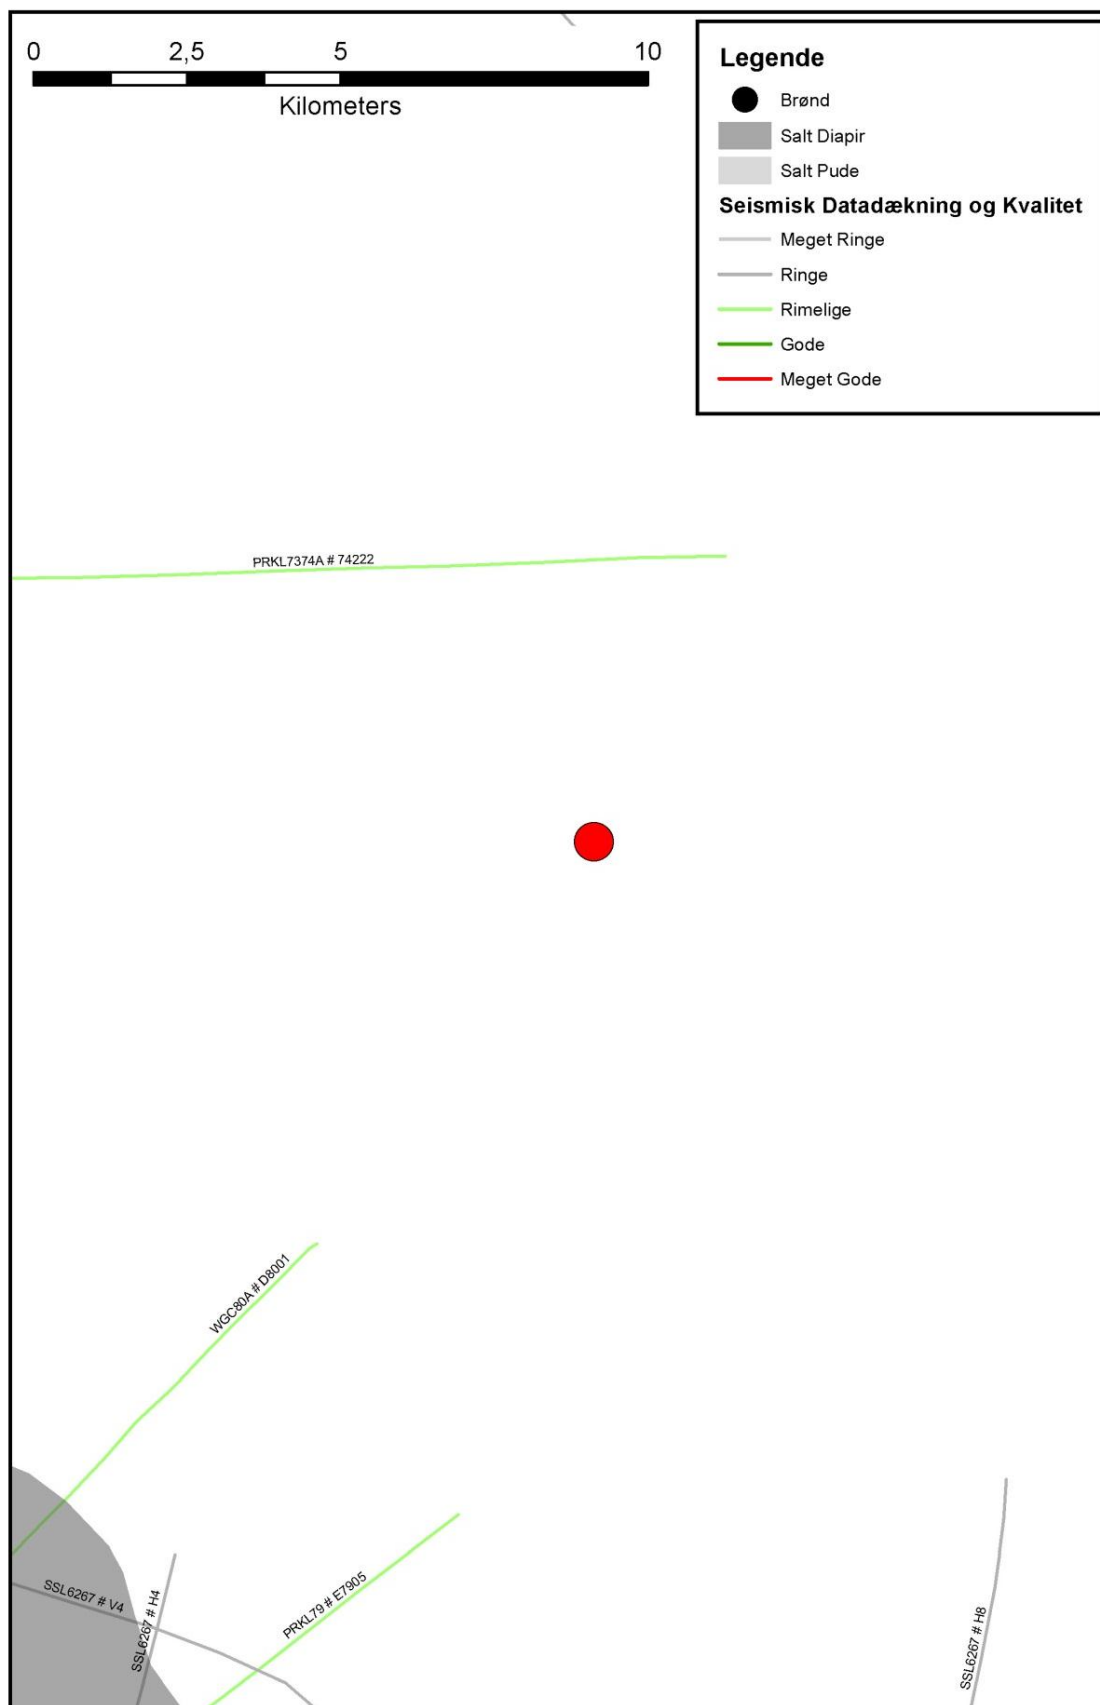 0 2,5 5 10
Kilometers
Legende
Brønd
Salt Diapir
Salt Pude
Seismisk Datadækning og Kvalitet
Meget Ringe
Ringe
Rimelige
Gode
Meget Gode
PRKL7374A # 74222
WGC80A # D8001
SSL6267 # V4
SSL6267 # H4
PRKL79 # E7905
SSL6267 # H8